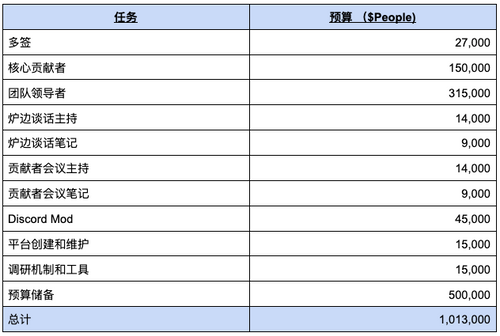 任务 预算 （$People)
多签 27,000
核心贡献者 150,000
团队领导者 315,000
炉边谈话主持 14,000
炉边谈话笔记 9,000
贡献者会议主持 14,000
贡献者会议笔记 9,000
Discord Mod 45,000
平台创建和维护 15,000
调研机制和工具 15,000
预算储备 500,000
总计 1,013,000